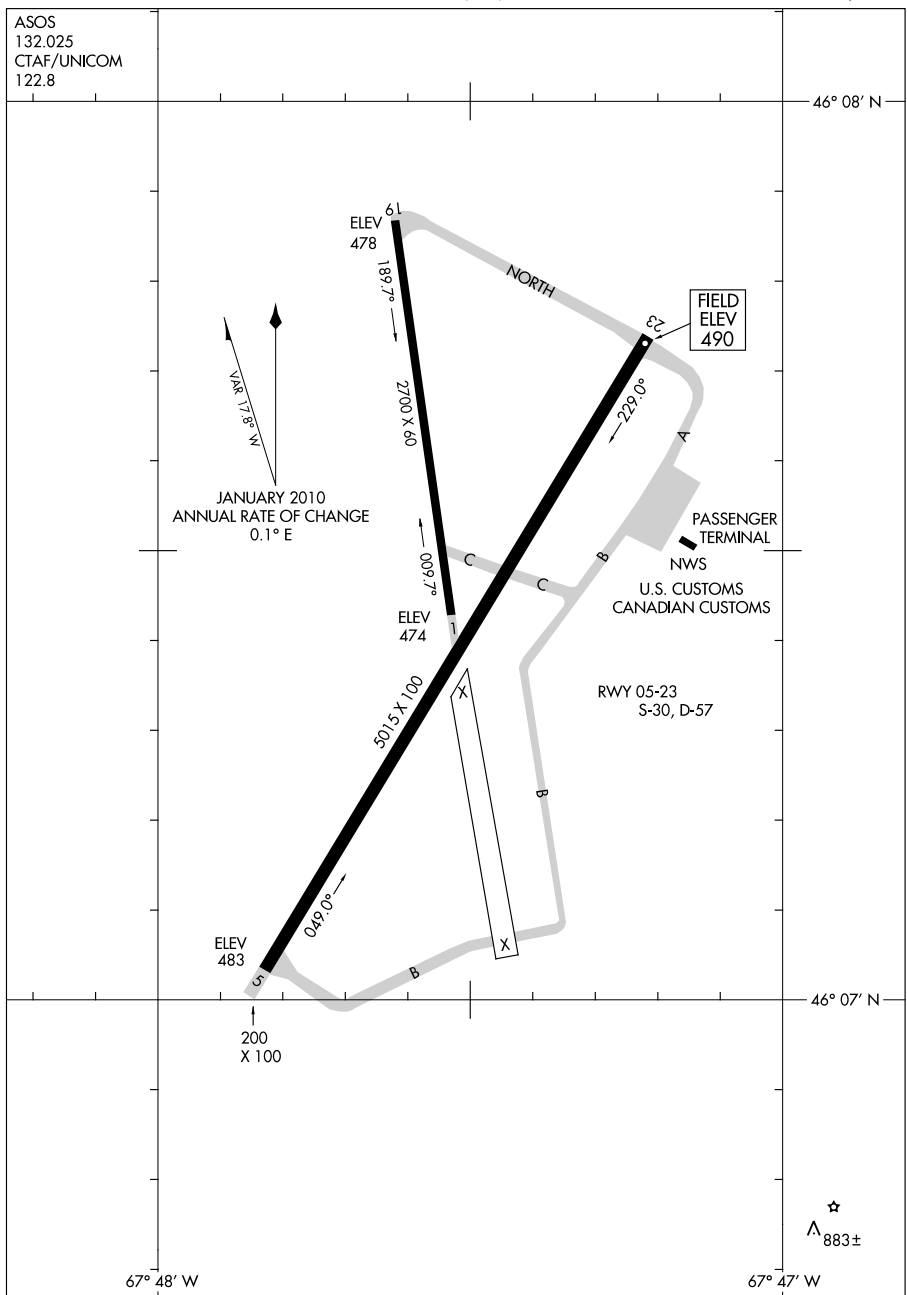 ASOS
132.025
CTAF/UNICOM
122.8
46° 08' N
19
ELEV
478
189.7°
NORTH
23
FIELD
ELEV
490
VAR 17.8° W
2700 X 60
229.0°
A
JANUARY 2010
ANNUAL RATE OF CHANGE
0.1° E
009.7°
PASSENGER
TERMINAL
NWS
U.S. CUSTOMS
CANADIAN CUSTOMS
C
C
B
ELEV
474
1
X
RWY 05-23
S-30, D-57
5015 X 100
B
049.0°
ELEV
483
X
B
5
46° 07' N
200
X 100
883±
67° 48' W
67° 47' W